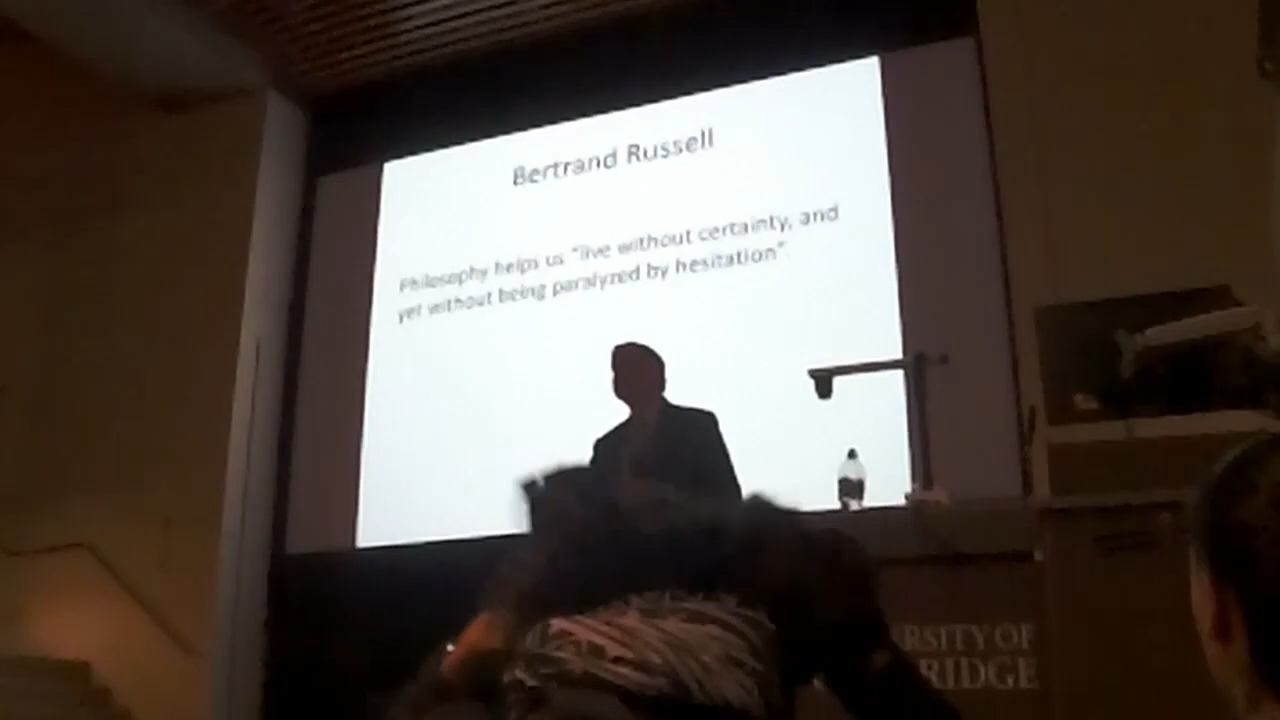 Bertrand Russell
Philosophy helps us "live without certainty, and
yet without being paralyzed by hesitation".
RSITY OF
RIDGE